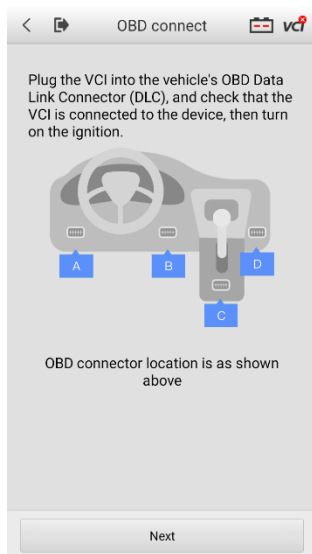 OBD connect
VCI
Plug the VCI into the vehicle's OBD Data
Link Connector (DLC), and check that the
VCI is connected to the device, then turn
on the ignition.
A
B
D
C
OBD connector location is as shown
above
Next